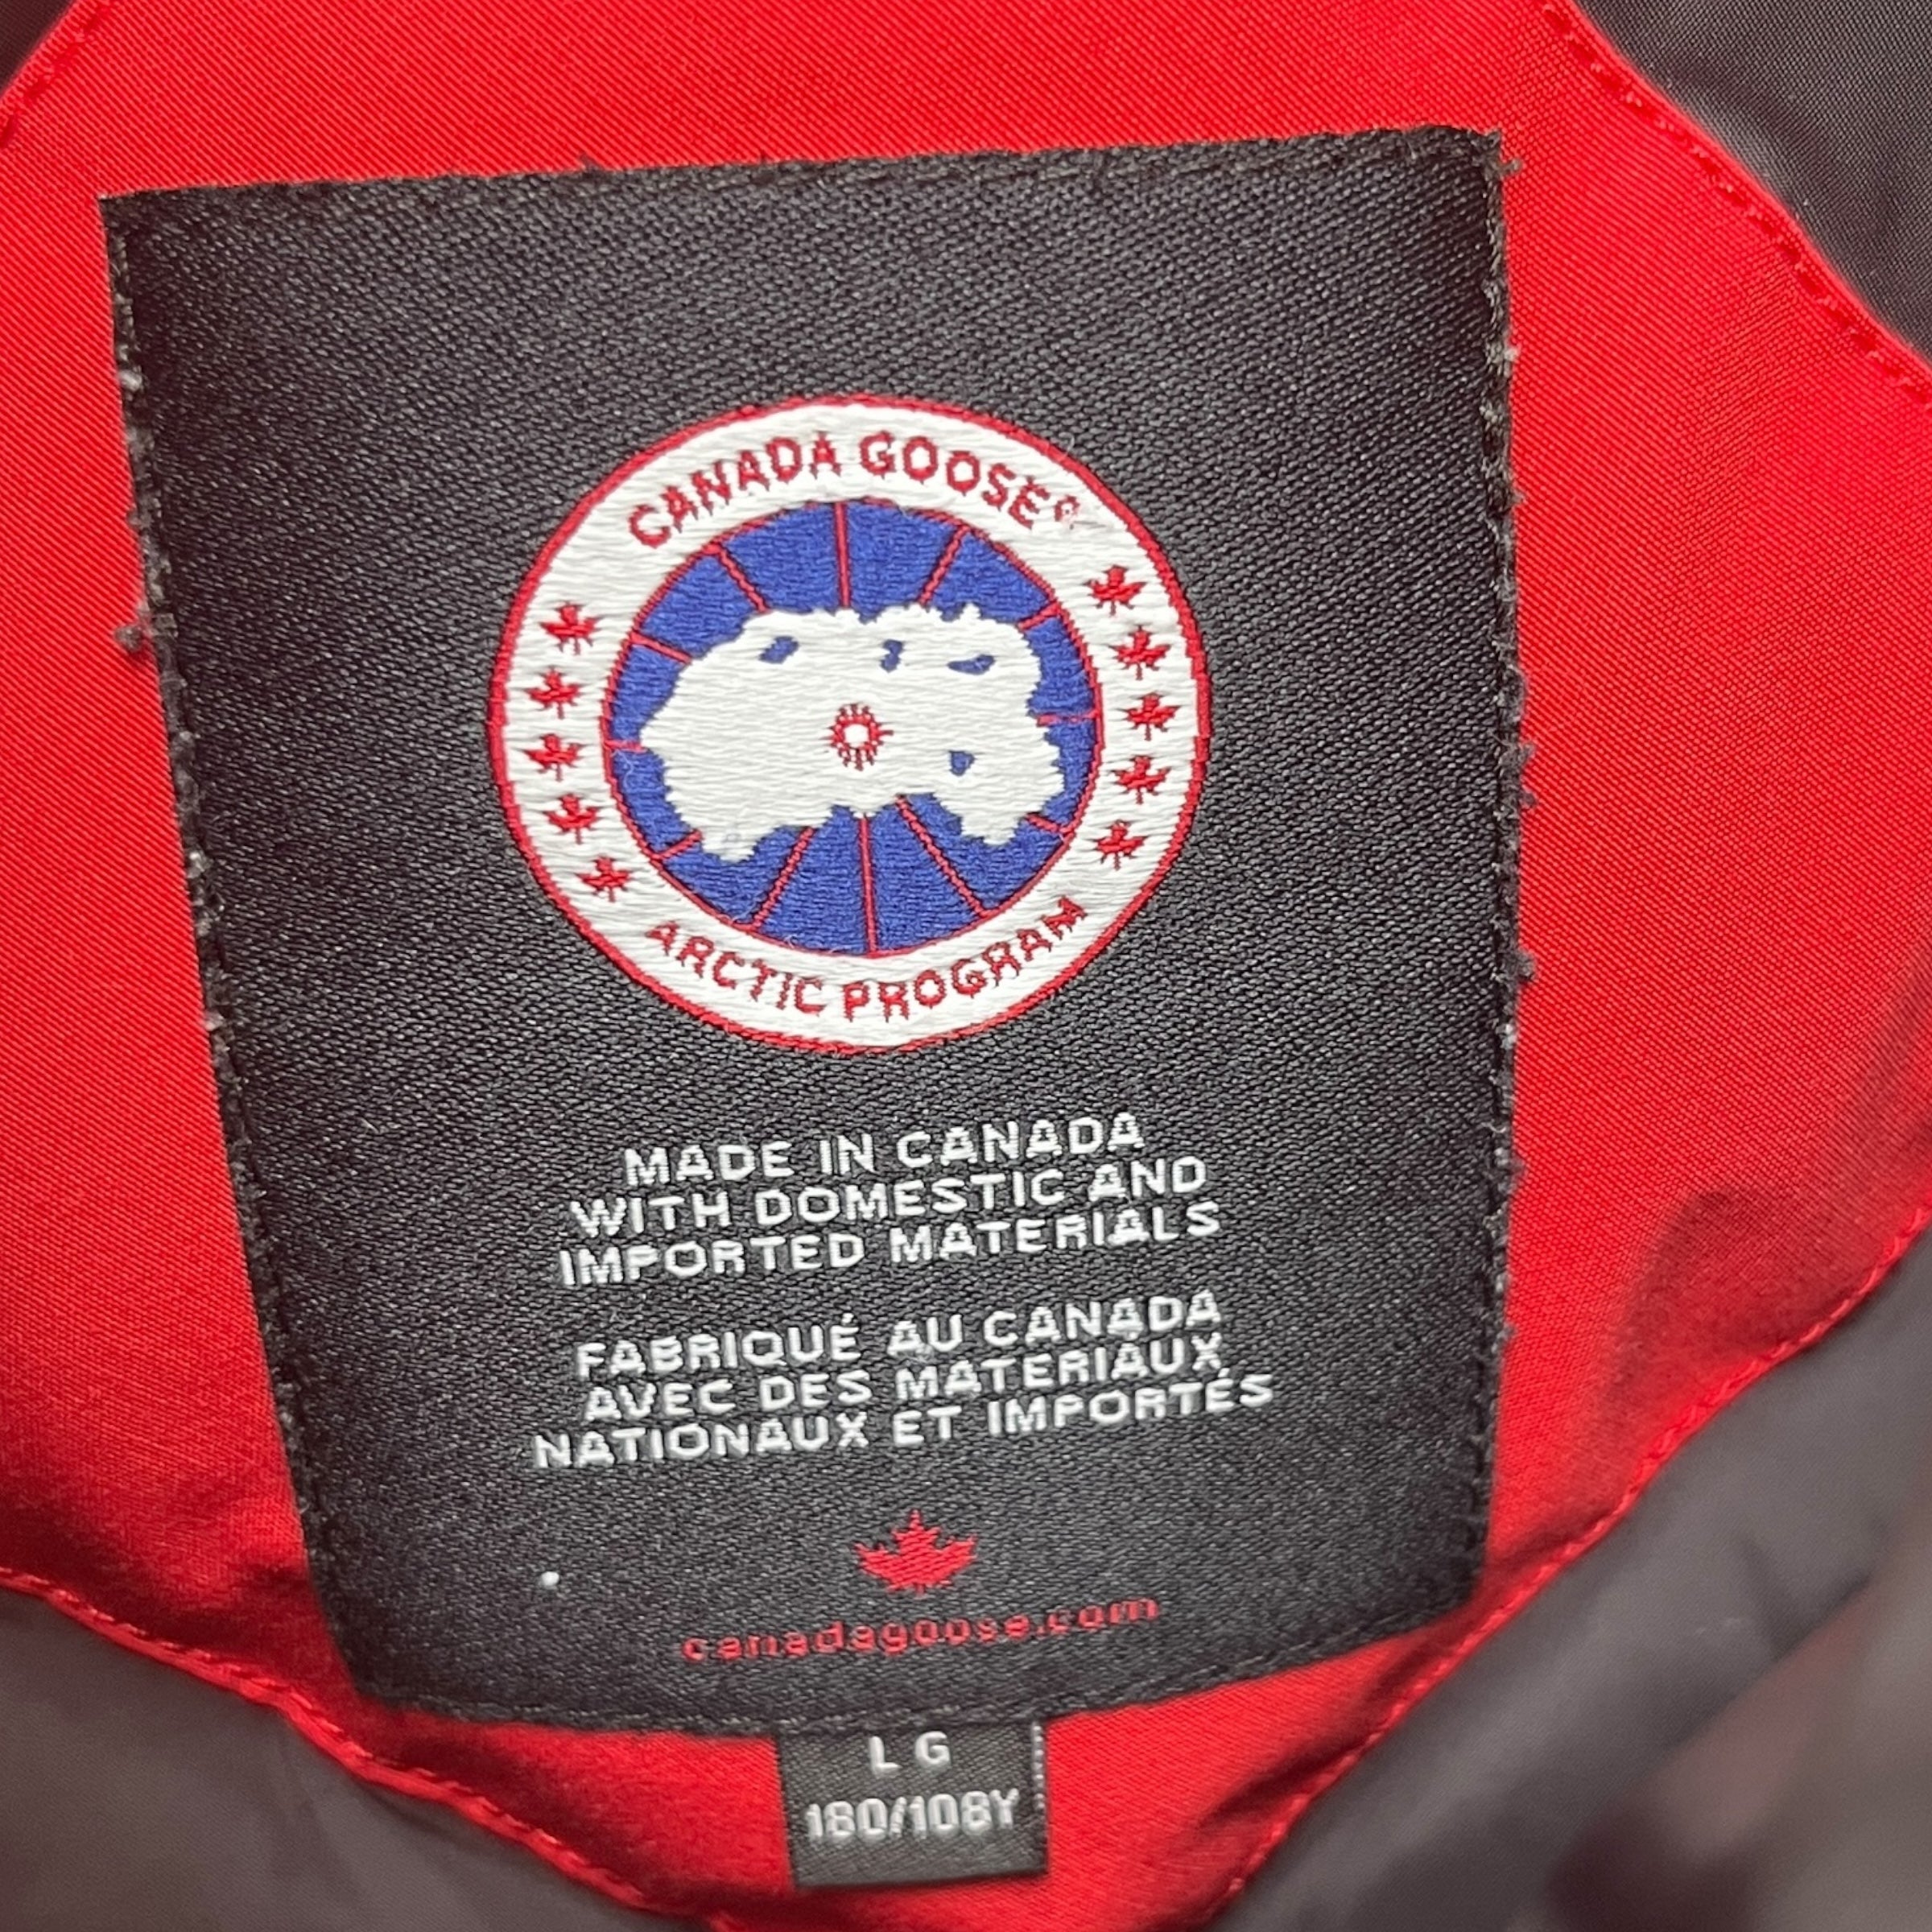 CANADA GOOSE®
ARCTIC PROGRAM
MADE IN CANADA
WITH DOMESTIC AND
IMPORTED MATERIALS
FABRIQUÉ AU CANADA
AVEC DES MATERIAUX
NATIONAUX ET IMPORTÉS
canadagoose.com
LG
180/108Y